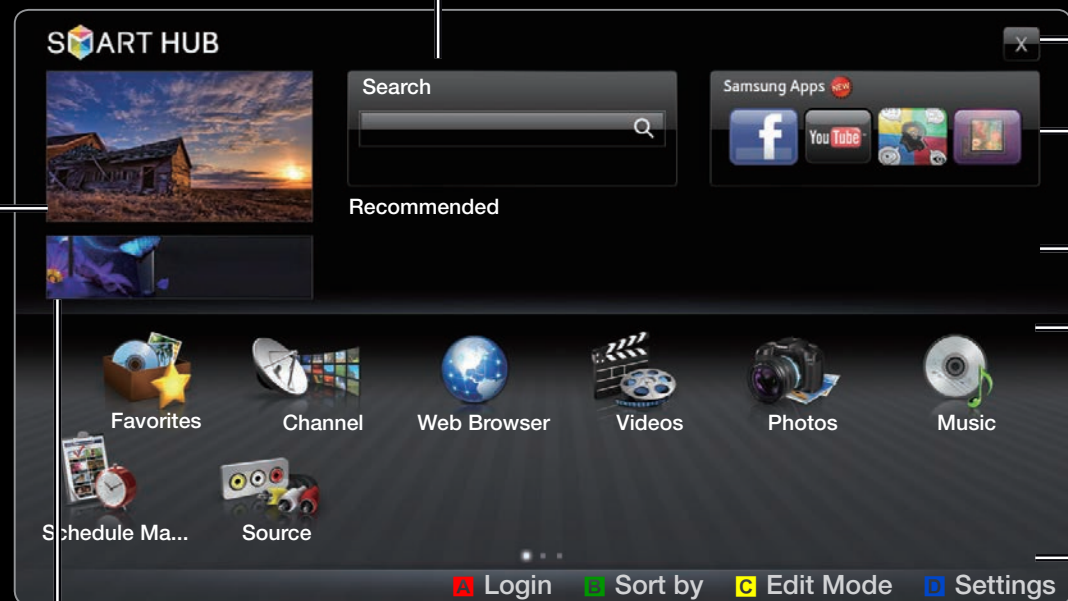 SMART HUB
X
Search
Samsung Apps NEW
f
You Tube
Recommended
Favorites
Channel
Web Browser
Videos
Photos
Music
Schedule Ma...
Source
A Login B Sort by C Edit Mode D Settings